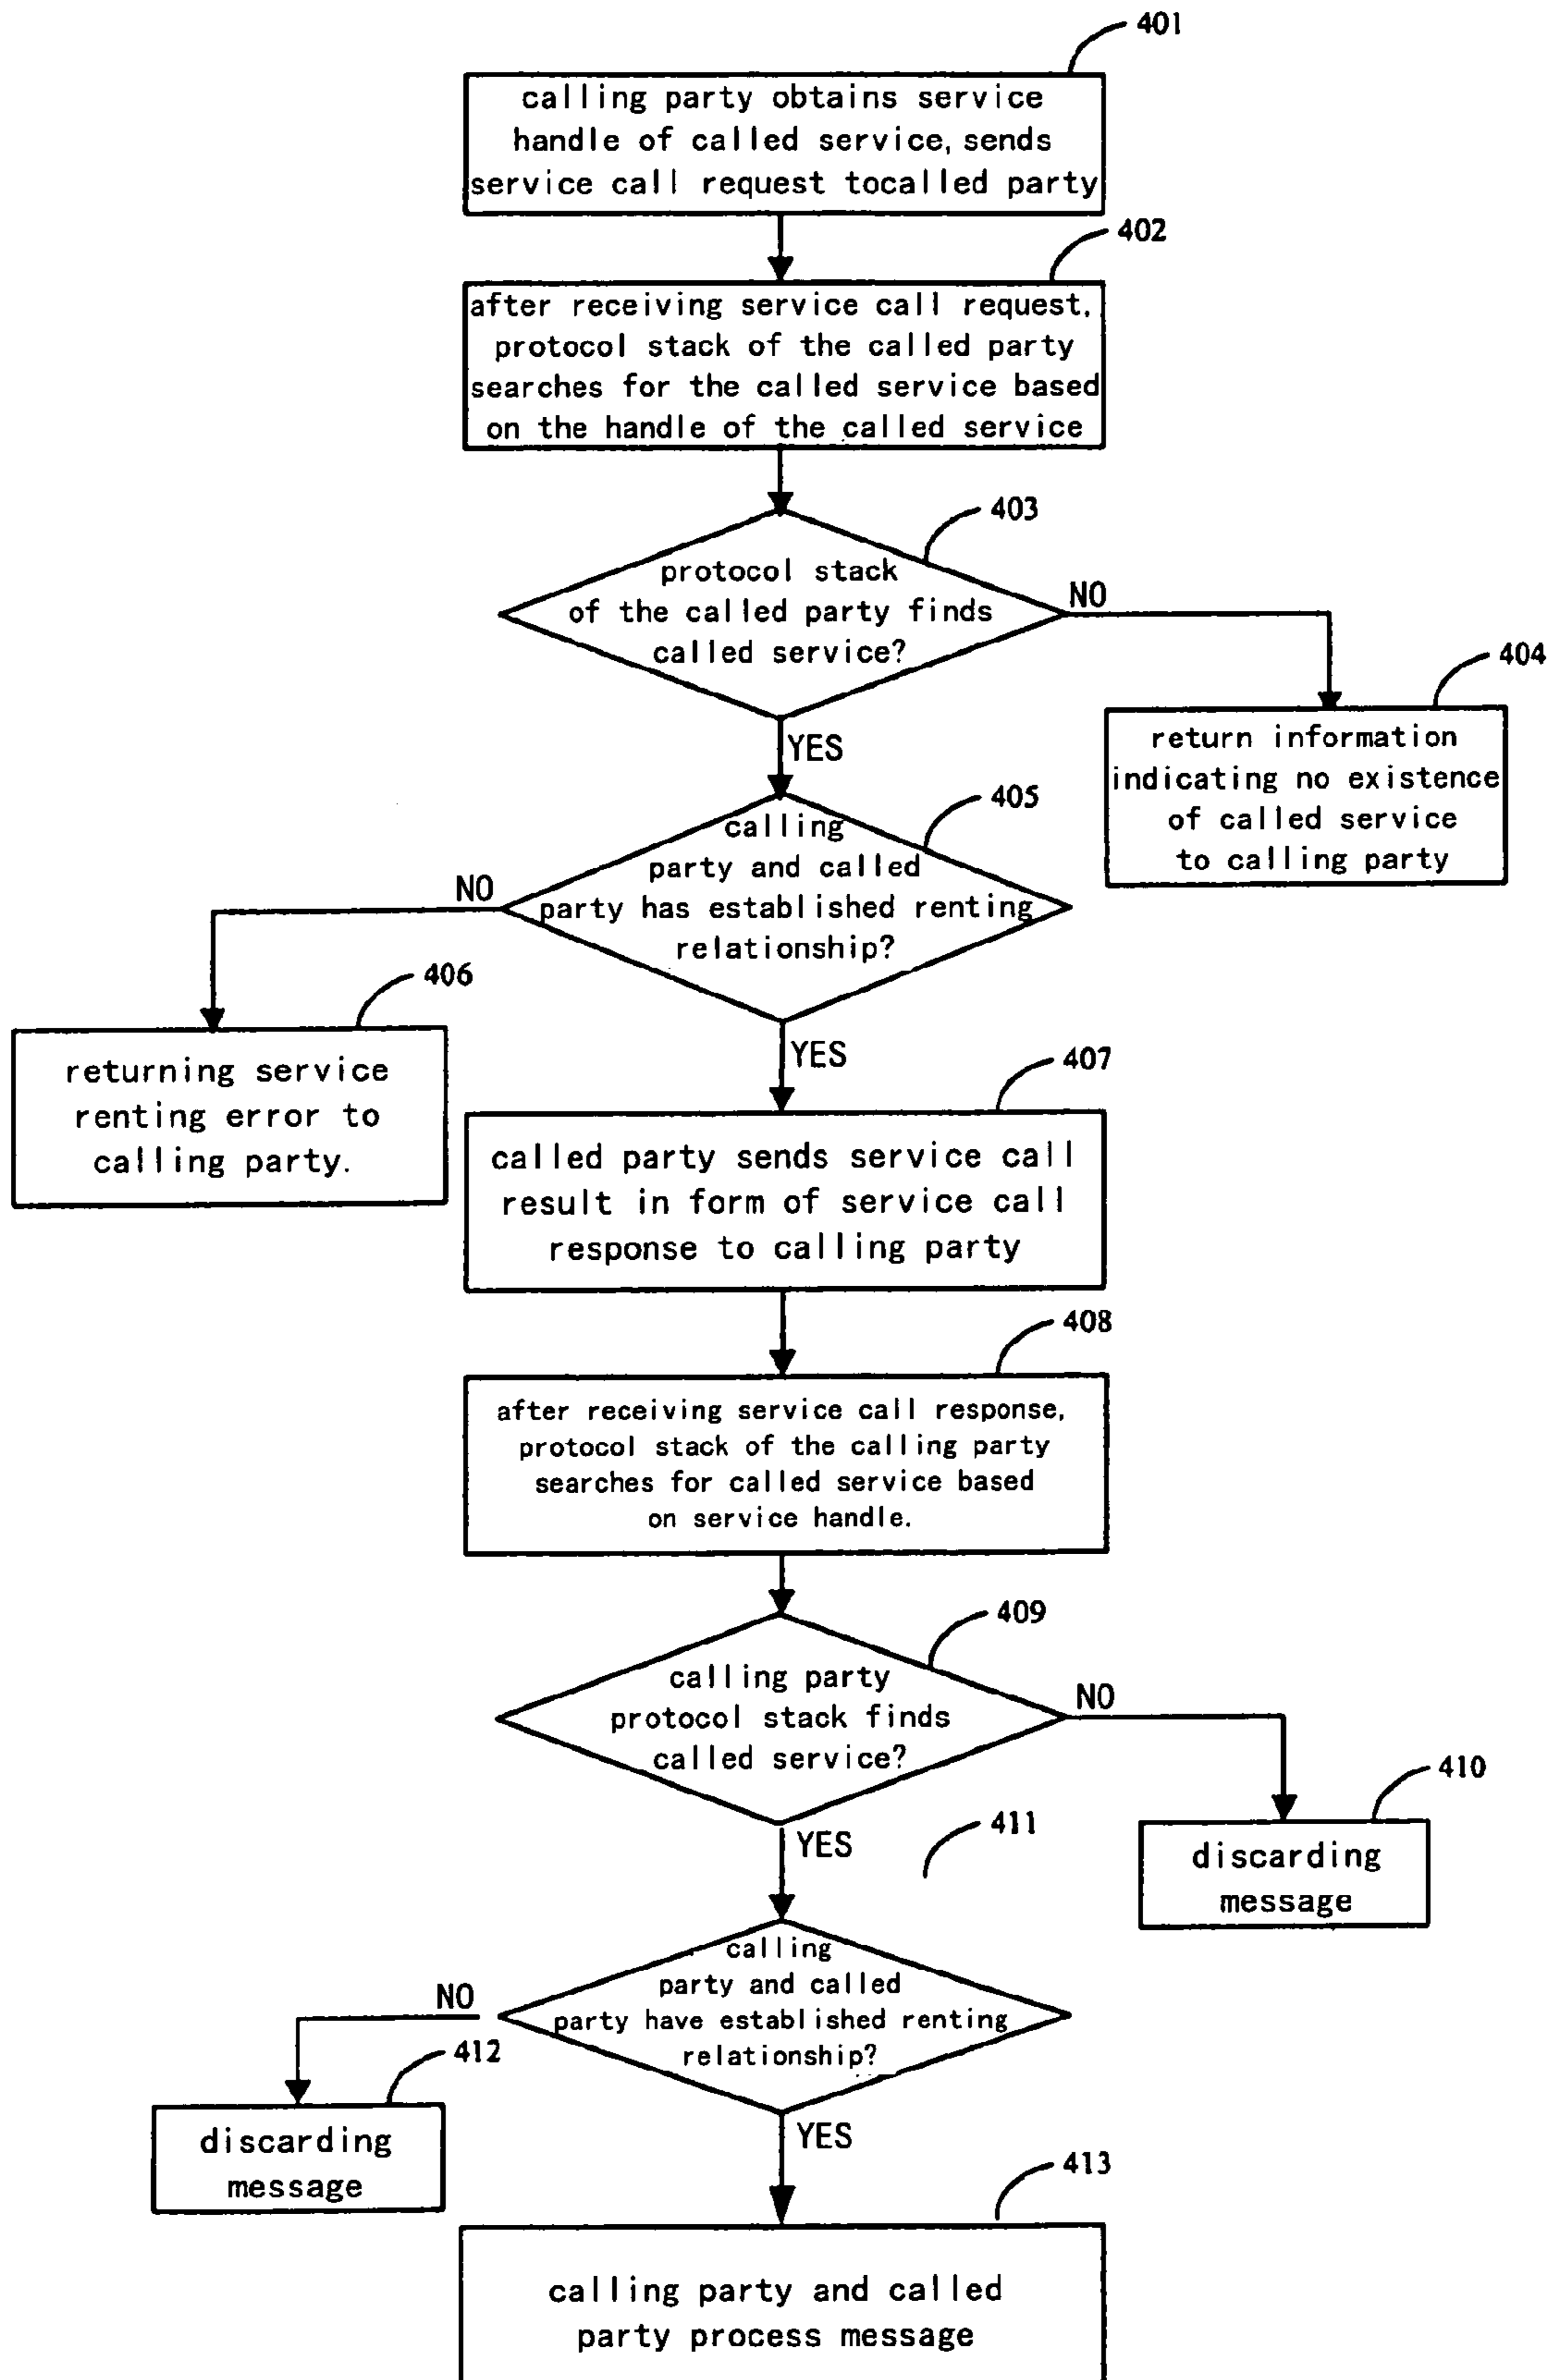 401
calling party obtains service
handle of called service, sends
service call request tocalled party
402
after receiving service call request,
protocol stack of the called party
searches for the called service based
on the handle of the called service
403
protocol stack
of the called party finds
called service?
NO
404
return information
indicating no existence
of called service
to calling party
YES
405
calling
party and called
party has established renting
relationship?
NO
406
returning service
renting error to
calling party.
YES
407
called party sends service call
result in form of service call
response to calling party
408
after receiving service call response,
protocol stack of the calling party
searches for called service based
on service handle.
409
calling party
protocol stack finds
called service?
NO
410
discarding
message
YES
411
calling
party and called
party have established renting
relationship?
NO
412
discarding
message
YES
413
calling party and called
party process message